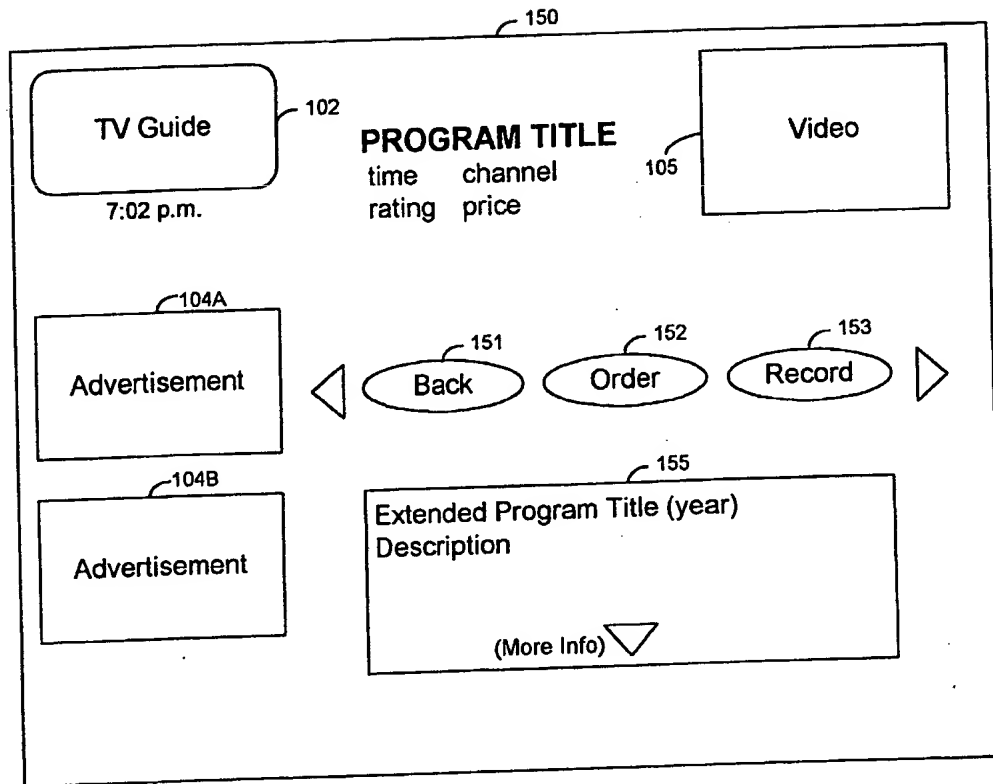 150
TV Guide
102
7:02 p.m.
PROGRAM TITLE
time channel
rating price
105
Video
104A
Advertisement
151
Back
152
Order
153
Record
104B
Advertisement
155
Extended Program Title (year)
Description
(More Info)